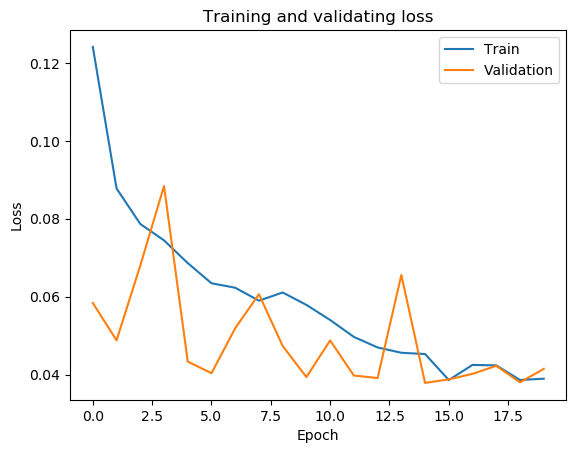 Training and validating loss
Train
Validation
0.12
0.10
0.08
0.06
0.04
Loss
0.0 2.5 5.0 7.5 10.0 12.5 15.0 17.5
Epoch